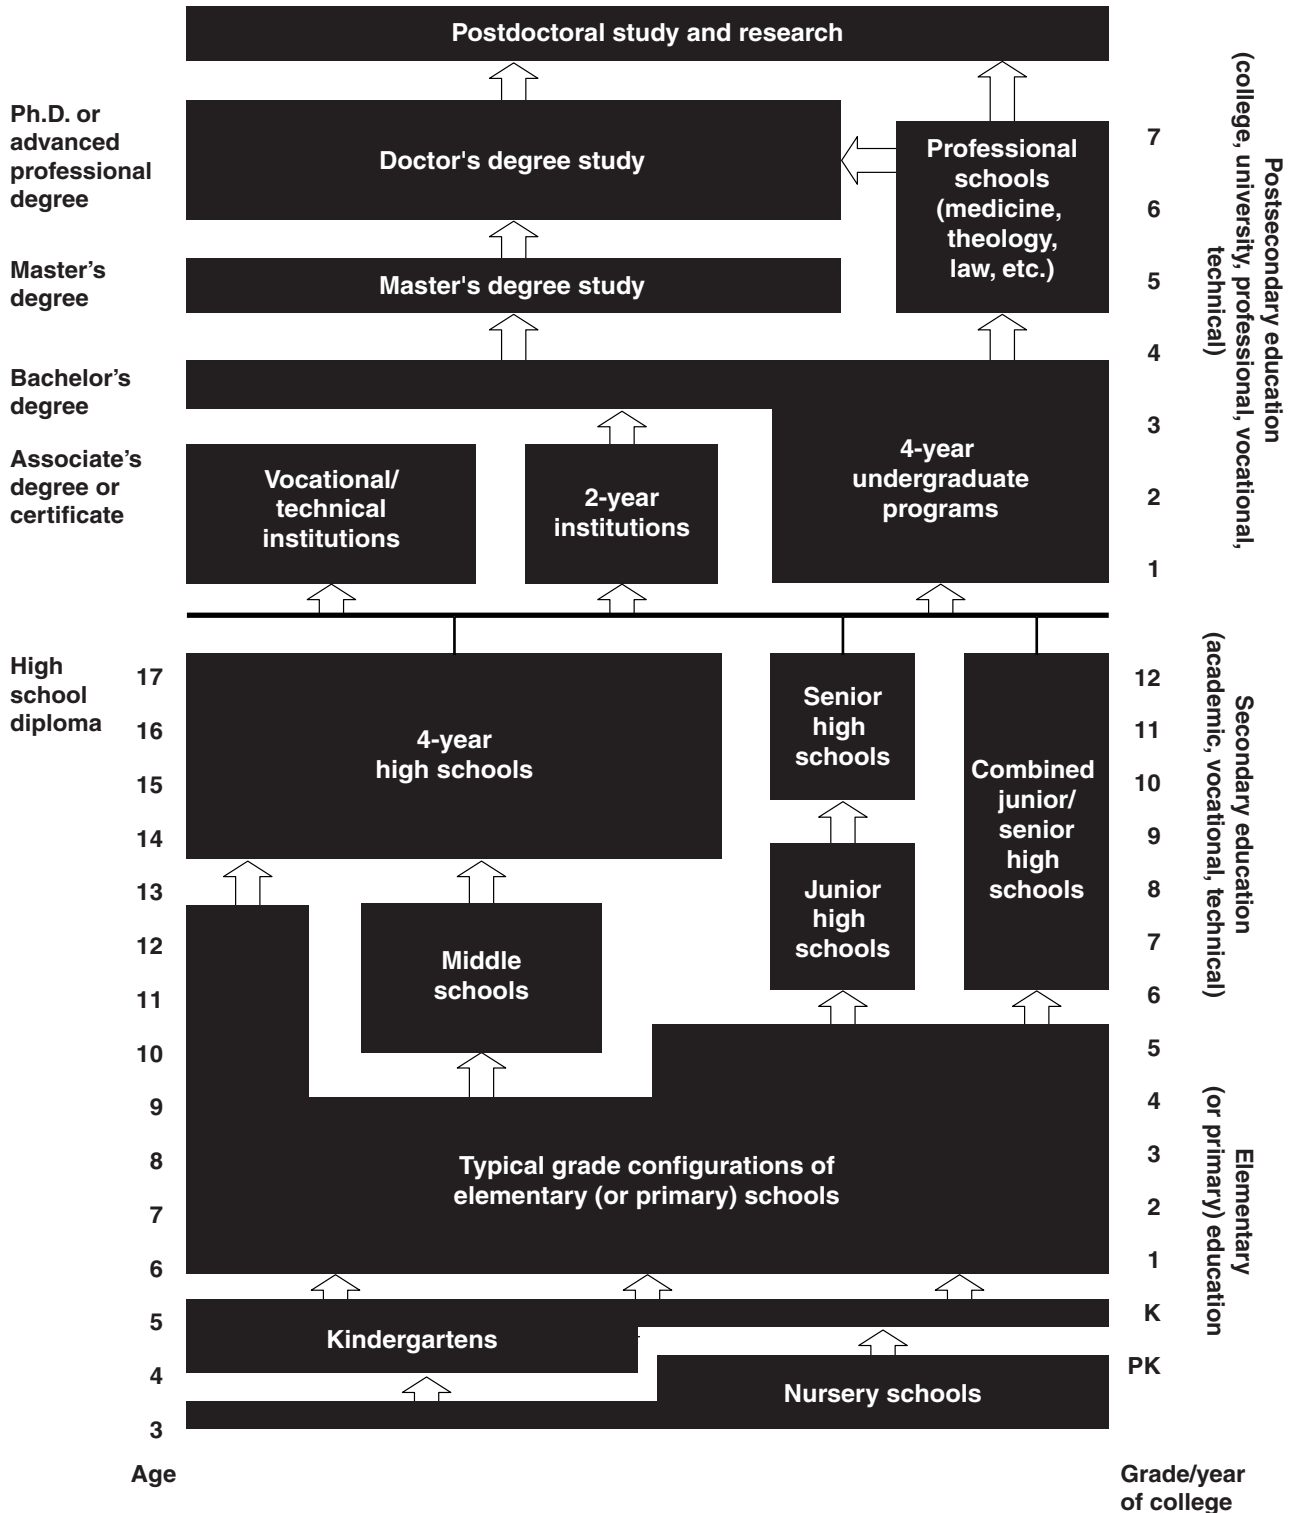 Postdoctoral study and research
Ph.D. or
advanced
professional
degree
Doctor's degree study
Professional
schools
(medicine,
theology,
law, etc.)
7
6
5
Master’s
degree
Master's degree study
4
Bachelor’s
degree
3
4-year
undergraduate
programs
Associate’s
degree or
certificate
Vocational/
technical
institutions
2-year
institutions
2
1
Postsecondary education
(college, university, professional, vocational,
technical)
High
school
diploma
17
16
15
14
13
12
11
10
9
8
7
6
5
4
3
Age
4-year
high schools
Senior
high
schools
Combined
junior/
senior
high
schools
Junior
high
schools
Middle
schools
Typical grade configurations of
elementary (or primary) schools
Kindergartens
Nursery schools
12
11
10
9
8
7
6
5
4
3
2
1
K
PK
Grade/year
of college
Secondary education
(academic, vocational, technical)
Elementary
(or primary) education